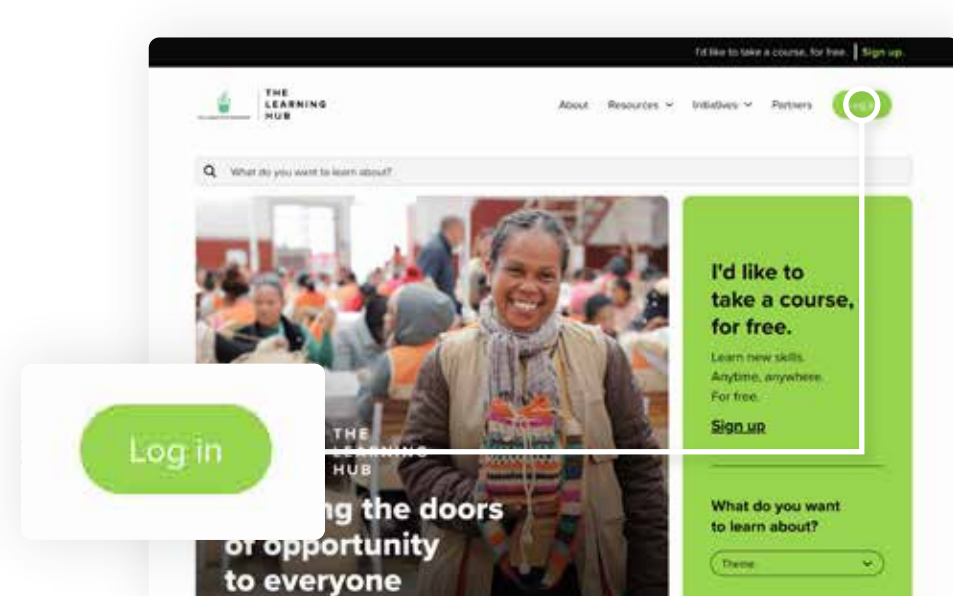 I'd like to take a course, for free. Sign up.
THE
LEARNING
HUB
About Resources Initiatives Partners
What do you want to learn about?
I'd like to
take a course,
for free.
Learn new skills.
Anytime, anywhere.
For free.
Sign up
Log in
THE
LEARNING
HUB
ng the doors
of opportunity
to everyone
What do you want
to learn about?
Theme